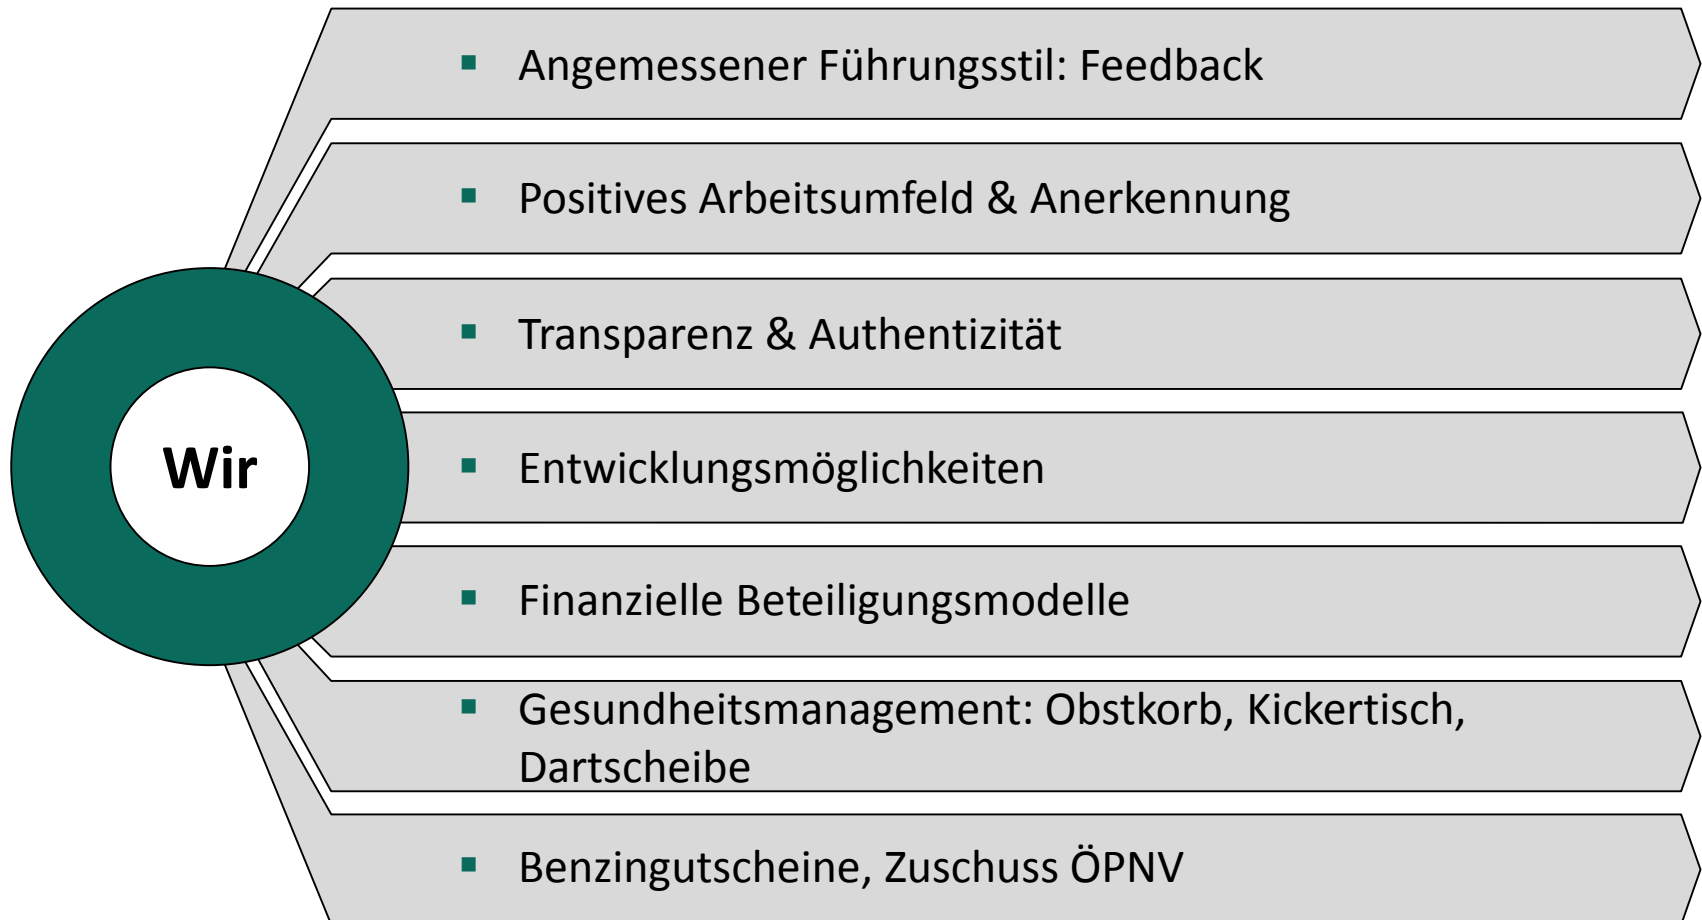 ▪ Angemessener Führungsstil: Feedback
▪ Positives Arbeitsumfeld & Anerkennung
▪ Transparenz & Authentizität
Wir
▪ Entwicklungsmöglichkeiten
▪ Finanzielle Beteiligungsmodelle
▪ Gesundheitsmanagement: Obstkorb, Kickertisch,
Dartscheibe
▪ Benzingutscheine, Zuschuss ÖPNV